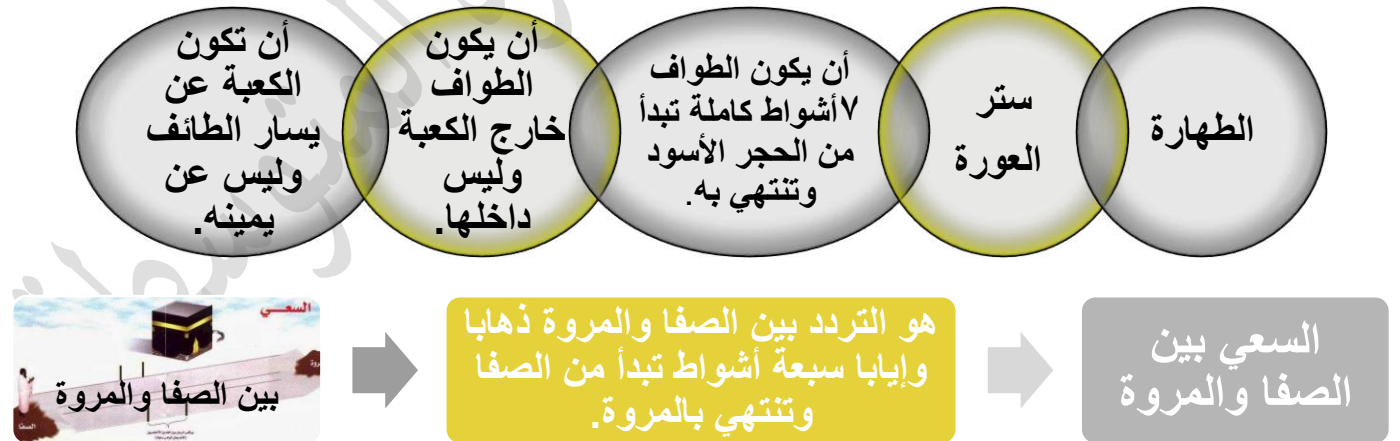 الطهارة
ستر
العورة
أن يكون الطواف
٧أشواط كاملة تبدأ
من الحجر الأسود
وتنتهي به.
أن يكون
الطواف
خارج الكعبة
وليس
داخلها.
أن تكون
الكعبة عن
يسار الطائف
وليس عن
يمينه.
السعي بين
الصفا والمروة
هو التردد بين الصفا والمروة ذهابا
وإيابا سبعة أشواط تبدأ من الصفا
وتنتهي بالمروة.
السعــي
بين الصفا والمروة
الصفا